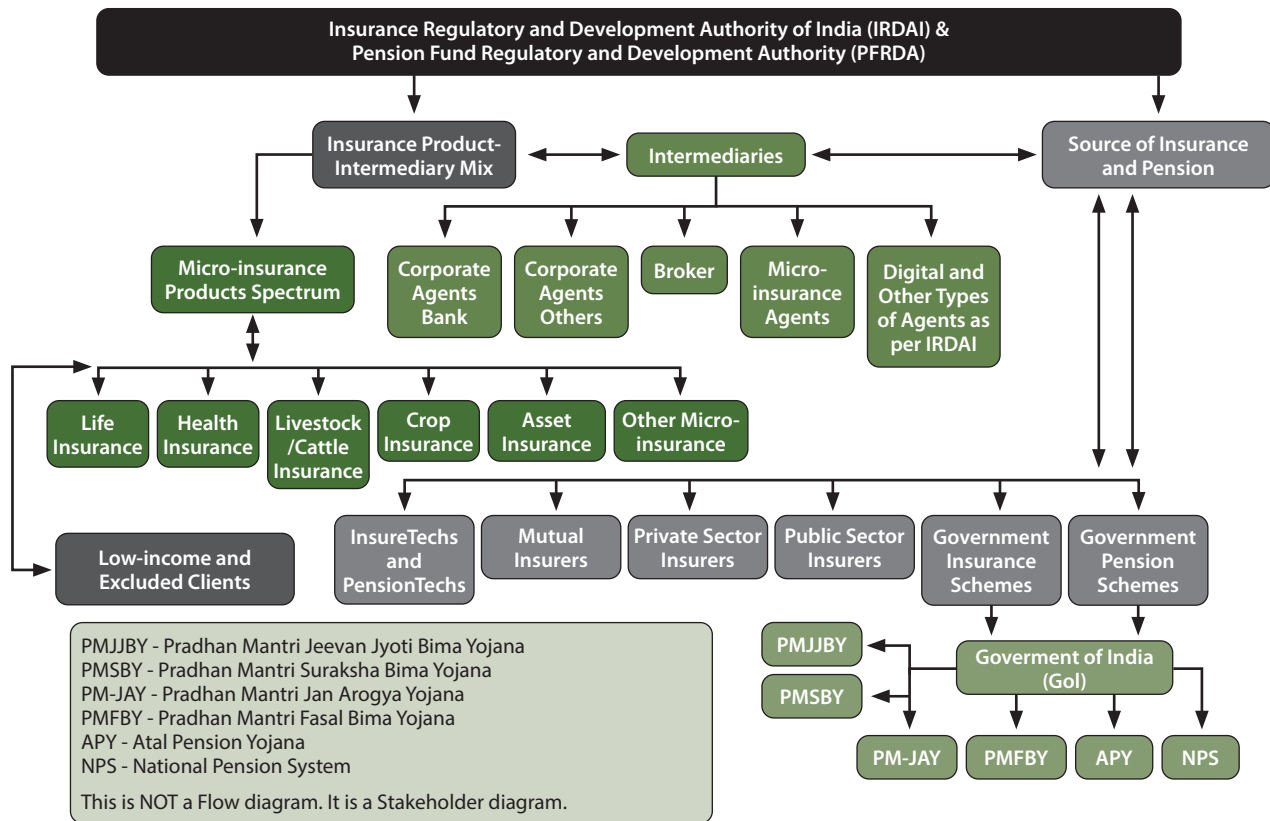 Insurance Regulatory and Development Authority of India (IRDAI) &
Pension Fund Regulatory and Development Authority (PFRDA)
Insurance Product-
Intermediary Mix
Intermediaries
Source of Insurance
and Pension
Micro-insurance
Products Spectrum
Corporate
Agents
Bank
Corporate
Agents
Others
Broker
Micro-
insurance
Agents
Digital and
Other Types
of Agents as
per IRDAI
Life
Insurance
Health
Insurance
Livestock
/Cattle
Insurance
Crop
Insurance
Asset
Insurance
Other Micro-
insurance
InsureTechs
and
PensionTechs
Mutual
Insurers
Private Sector
Insurers
Public Sector
Insurers
Government
Insurance
Schemes
Government
Pension
Schemes
Low-income and
Excluded Clients
PMJJBY
PMSBY
Goverment of India
(GoI)
PM-JAY
PMFBY
APY
NPS
PMJJBY - Pradhan Mantri Jeevan Jyoti Bima Yojana
PMSBY - Pradhan Mantri Suraksha Bima Yojana
PM-JAY - Pradhan Mantri Jan Arogya Yojana
PMFBY - Pradhan Mantri Fasal Bima Yojana
APY - Atal Pension Yojana
NPS - National Pension System
This is NOT a Flow diagram. It is a Stakeholder diagram.